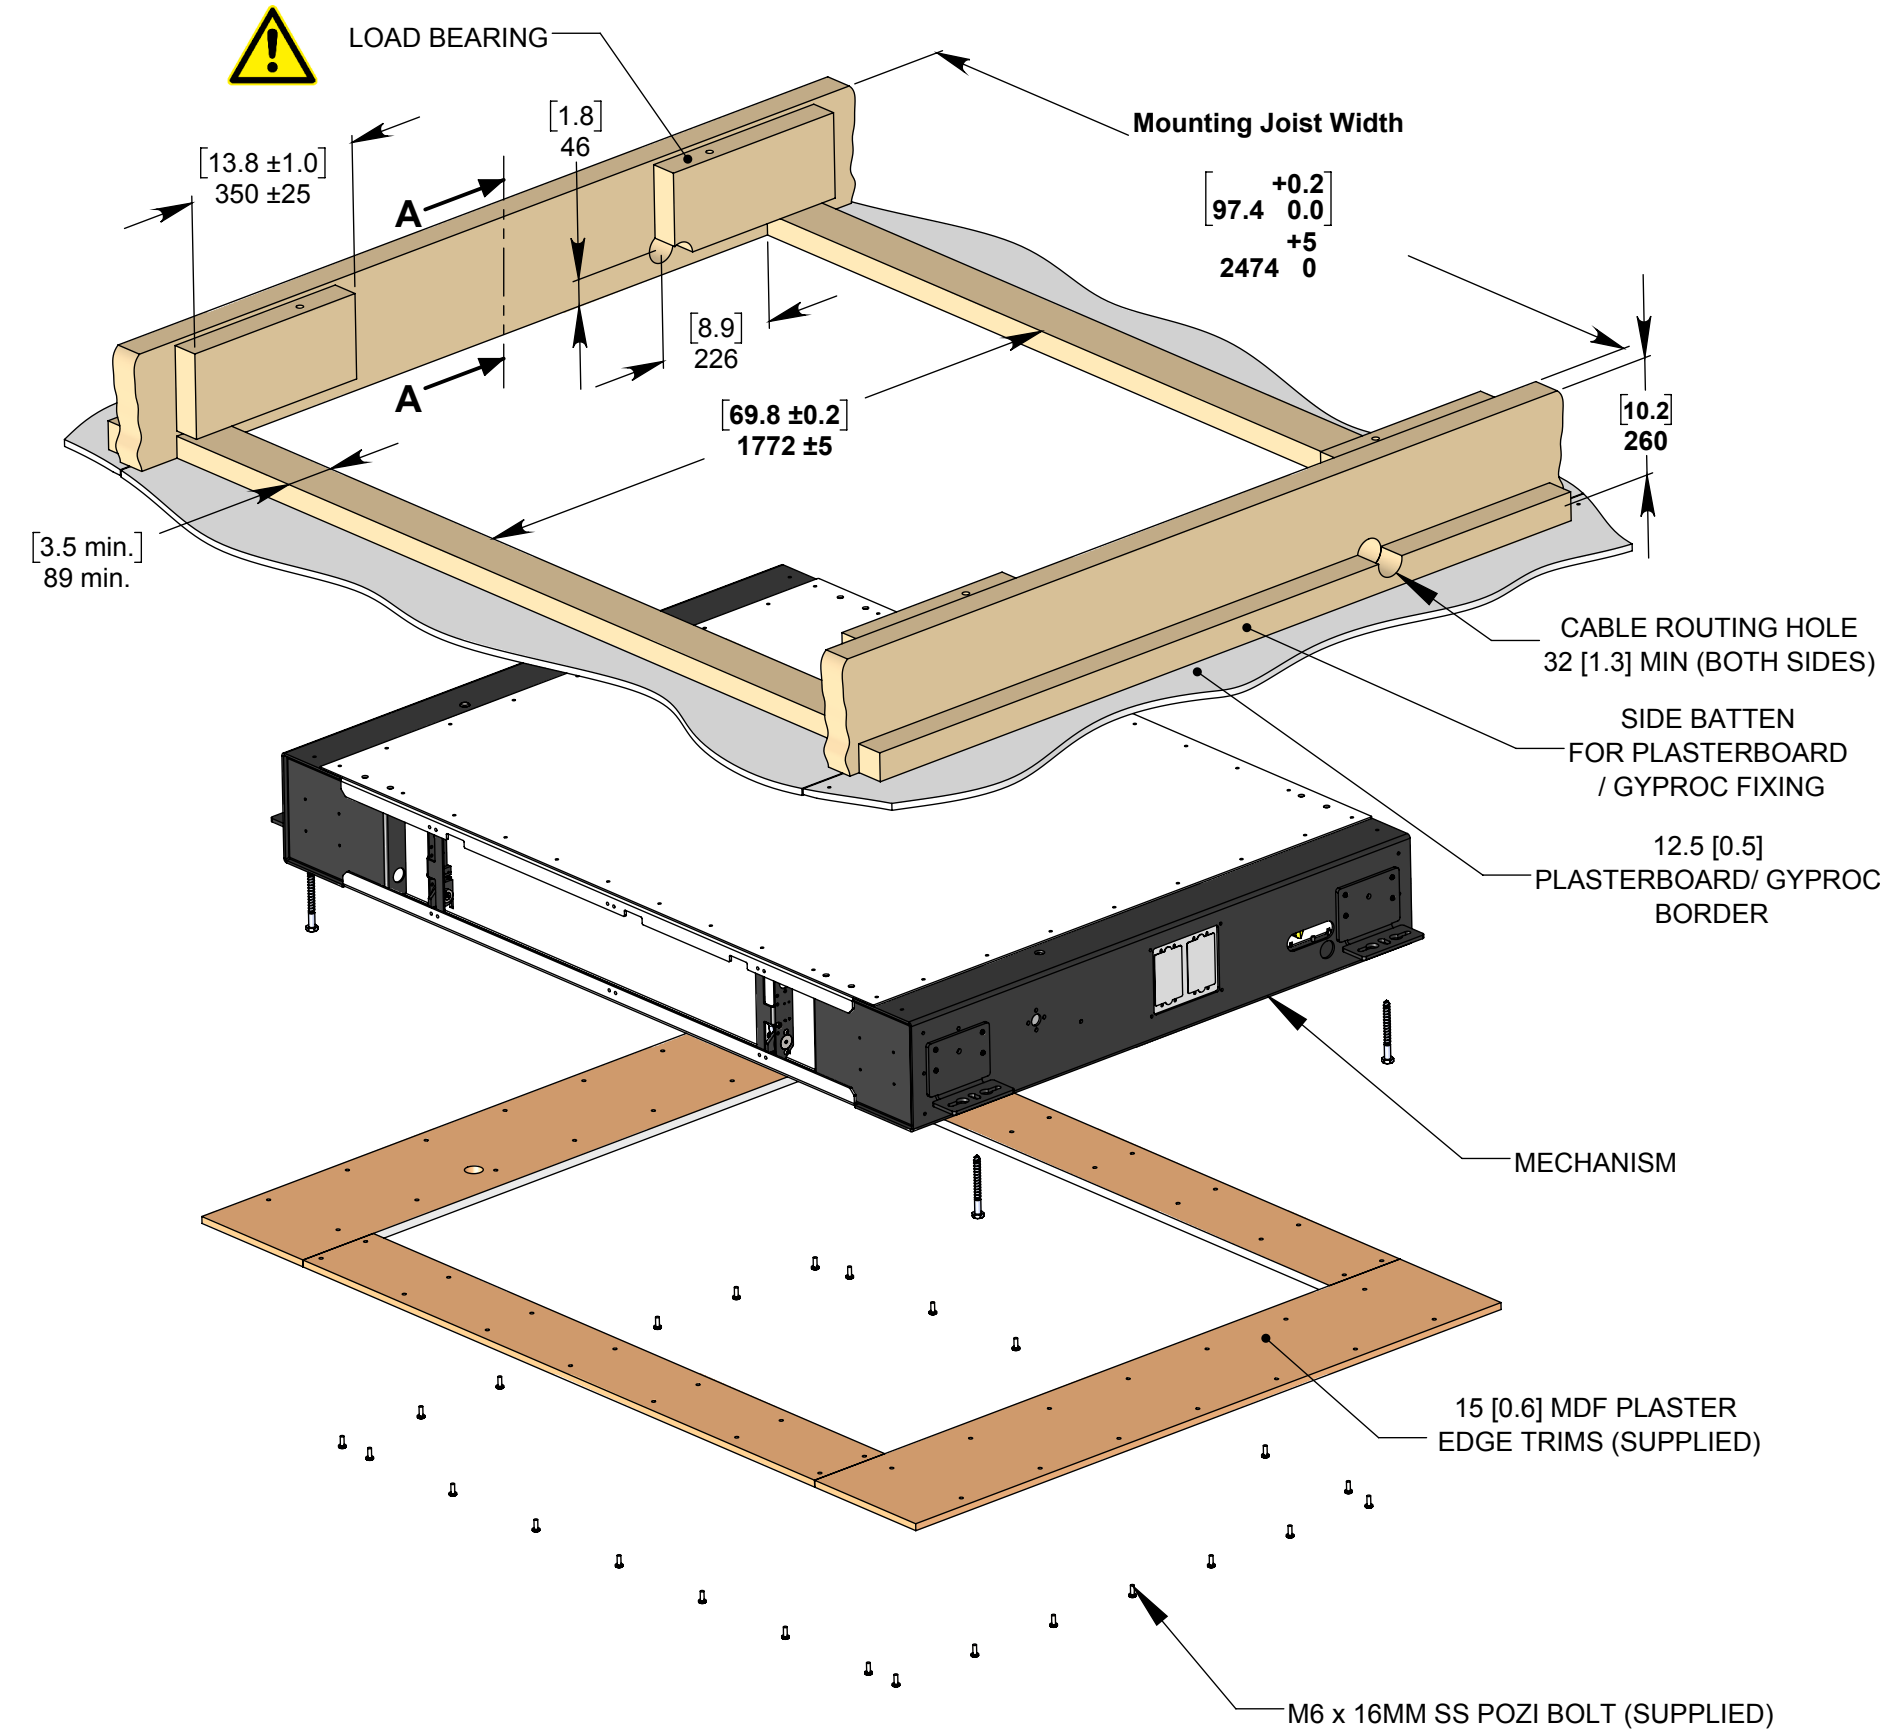 LOAD BEARING
[1.8]
46
Mounting Joist Width
[13.8 ±1.0]
350 ±25
A
+0.2
[97.4 0.0]
+5
2474 0
[8.9]
226
A
[69.8 ±0.2]
1772 ±5
[10.2]
260
[3.5 min.]
89 min.
CABLE ROUTING HOLE
32 [1.3] MIN (BOTH SIDES)
SIDE BATTEN
FOR PLASTERBOARD
/ GYPROC FIXING
12.5 [0.5]
PLASTERBOARD/ GYPROC
BORDER
MECHANISM
15 [0.6] MDF PLASTER
EDGE TRIMS (SUPPLIED)
M6 x 16MM SS POZI BOLT (SUPPLIED)